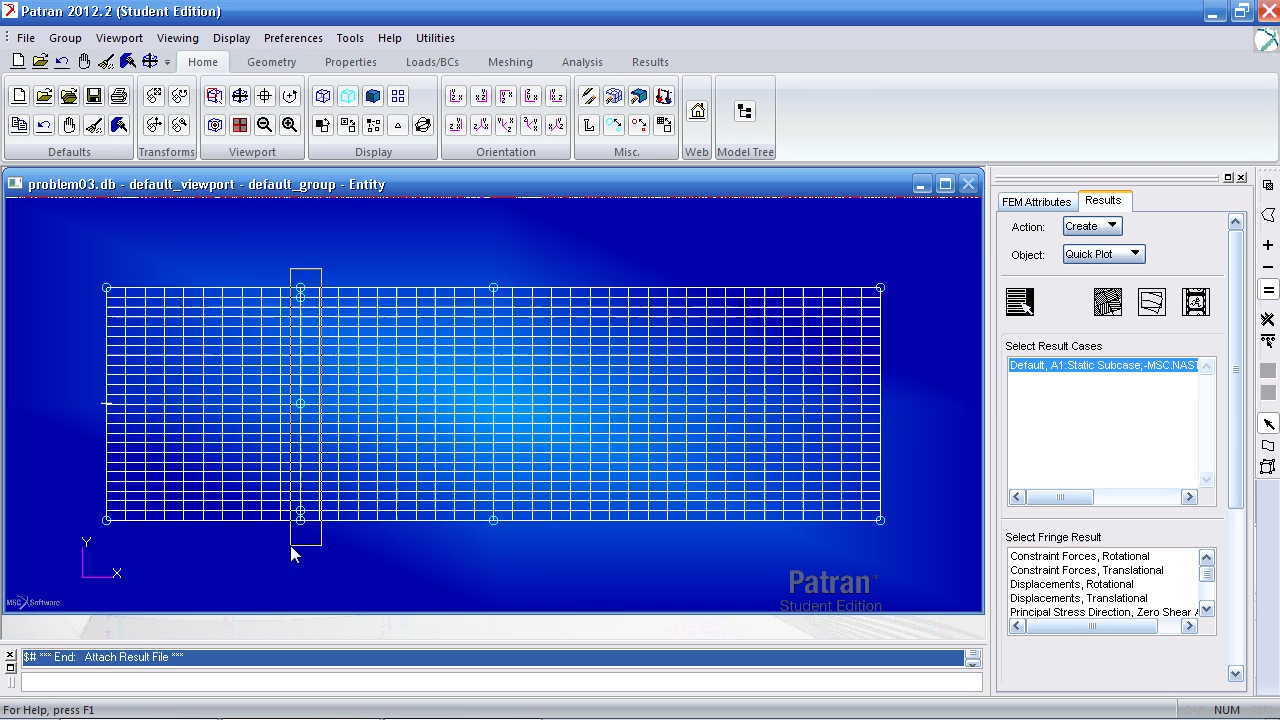 Patran 2012.2 (Student Edition)
File Group Viewport Viewing Display Preferences Tools Help Utilities
Home Geometry Properties Loads/BCs Meshing Analysis Results
Defaults Transforms Viewport Display Orientation Misc. Web Model Tree
problem03.db - default_viewport - default_group - Entity
FEM Attributes Results
Action: Create
Object: Quick Plot
Select Result Cases
Default, A1:Static Subcase;-MSC.NAST
Select Fringe Result
Constraint Forces, Rotational
Constraint Forces, Translational
Displacements, Rotational
Displacements, Translational
Principal Stress Direction, Zero Shear A
Y
X
MSC Software
Patran
Student Edition
$# *** End: Attach Result File ***
For Help, press F1
NUM